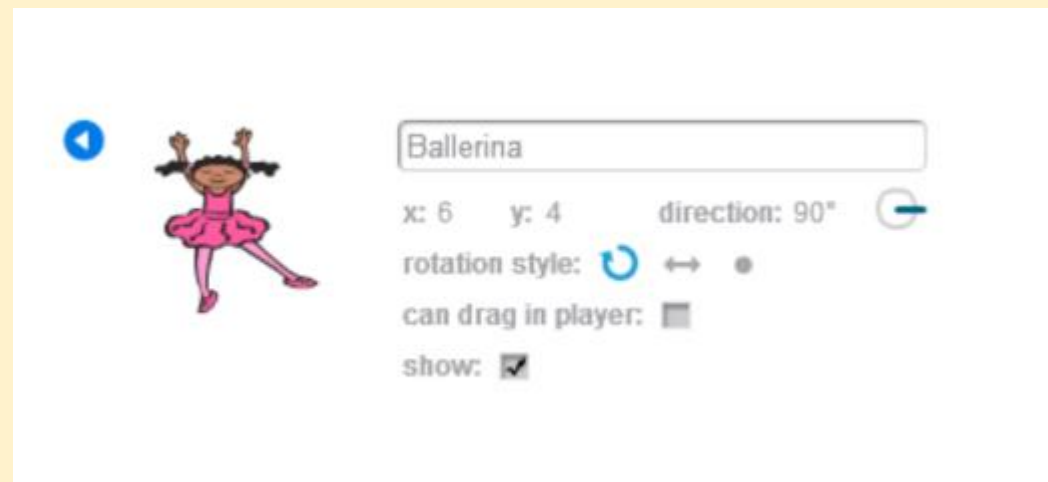 Ballerina
x: 6 y: 4 direction: 90°
rotation style:
can drag in player:
show: